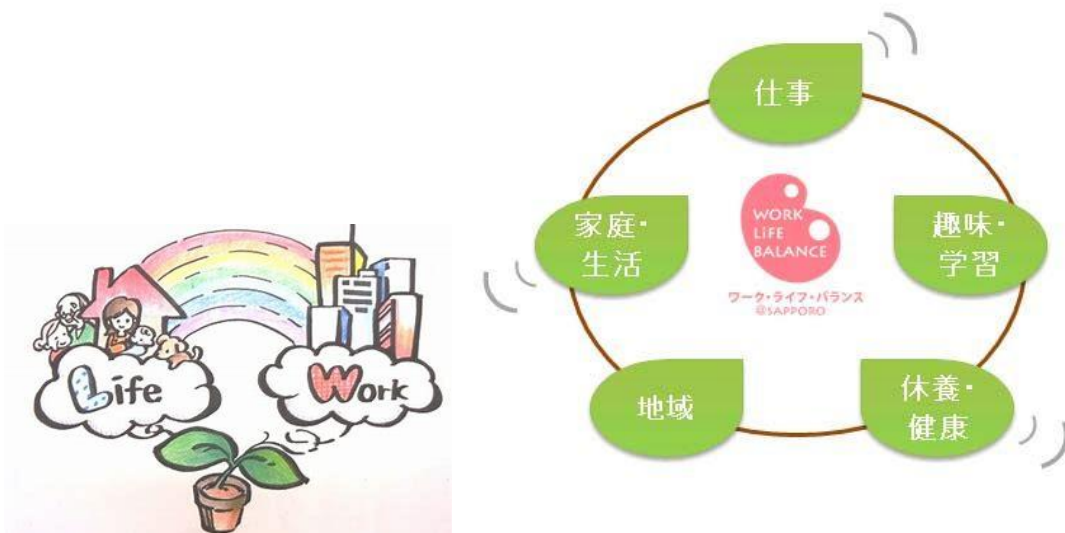 Life
Work
仕事
家庭・
生活
趣味・
学習
WORK
LIFE
BALANCE
ワーク・ライフ・バランス
@SAPPORO
地域
休養・
健康